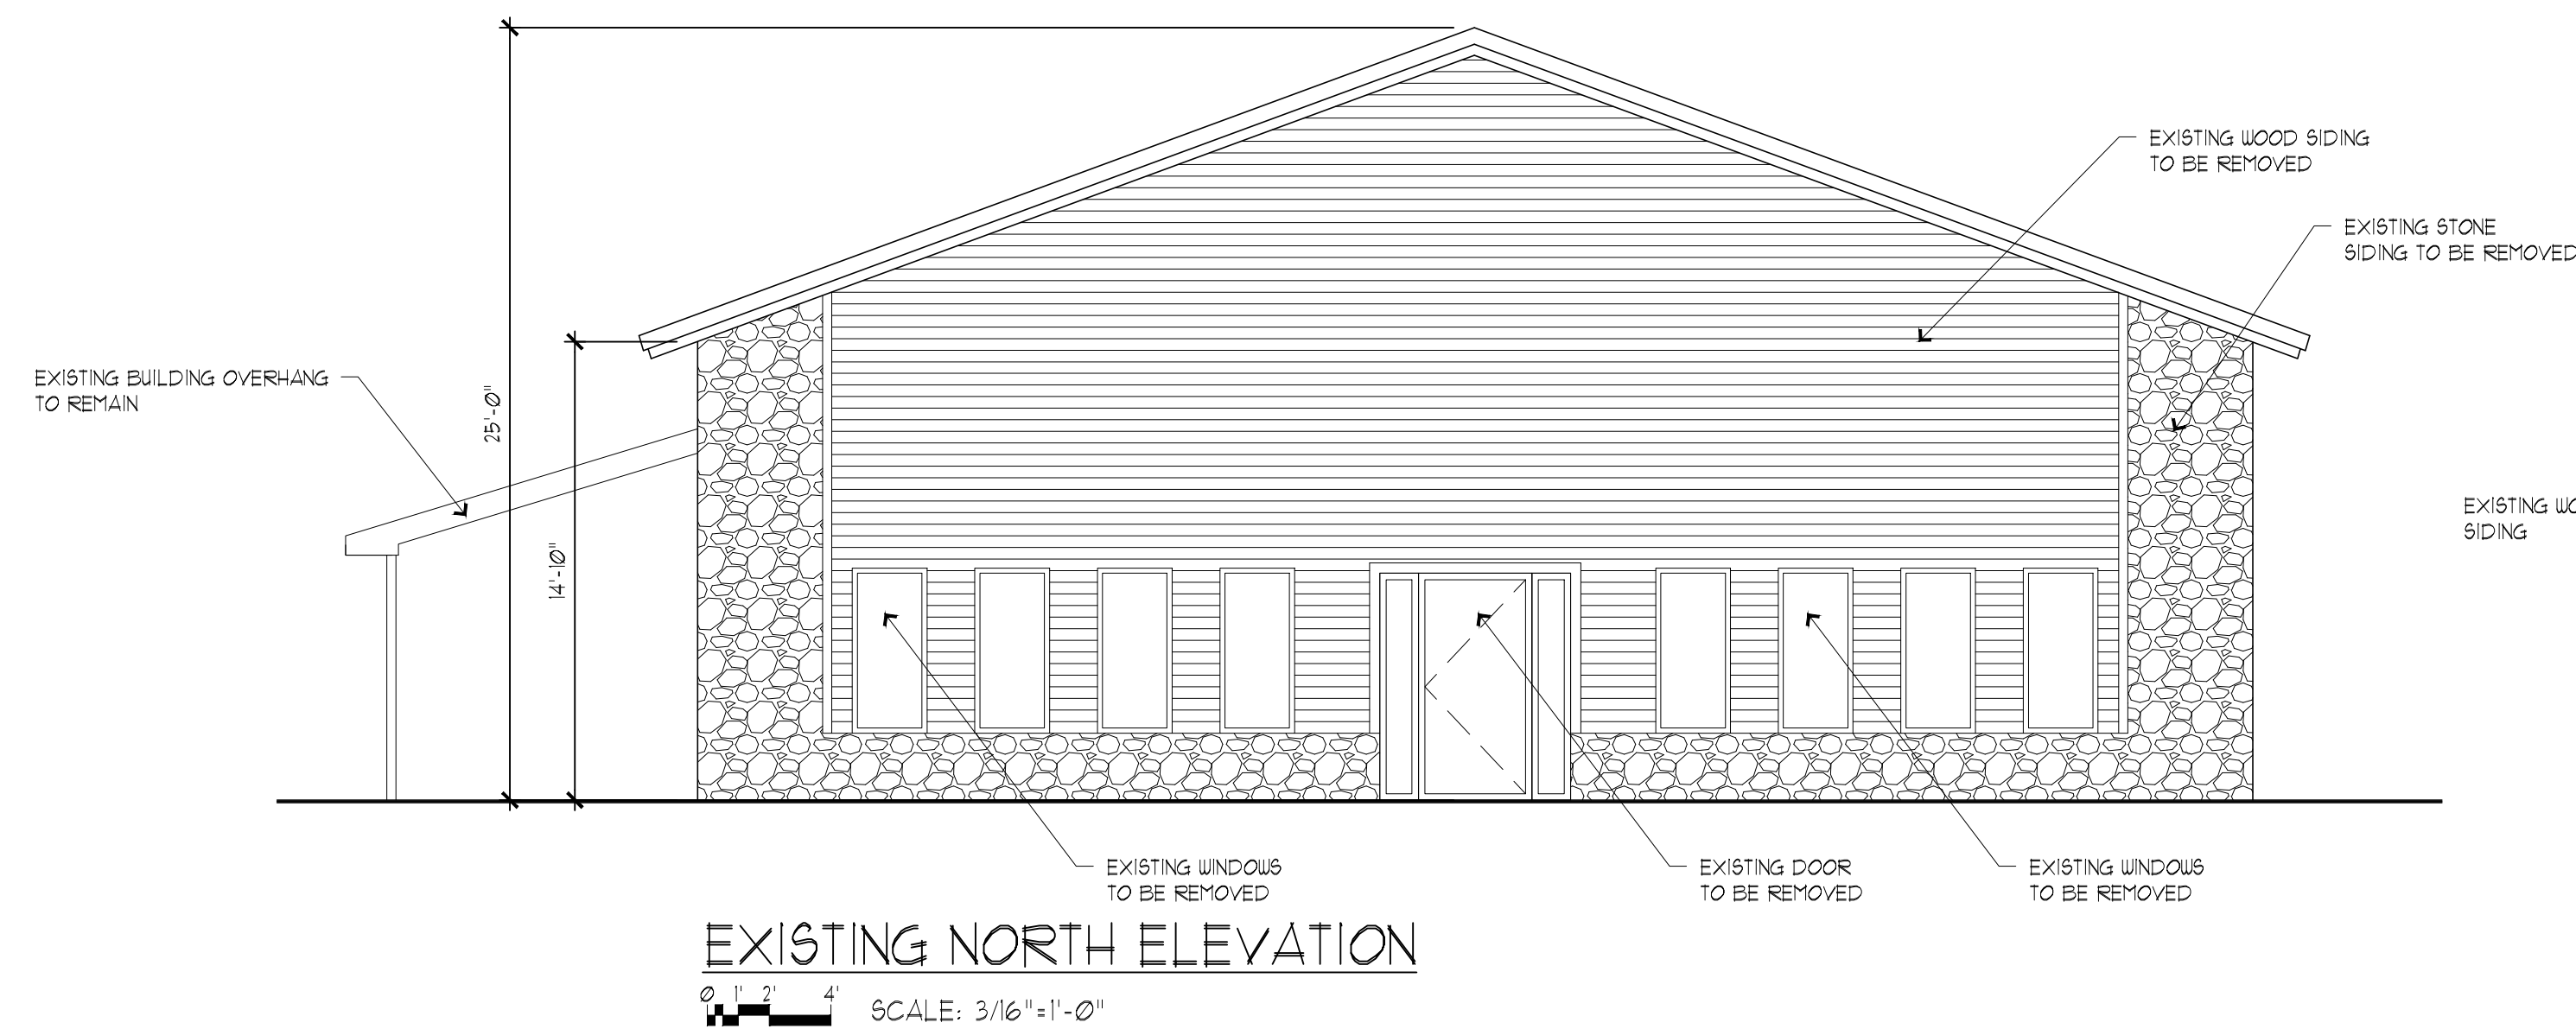 EXISTING WOOD SIDING
TO BE REMOVED
EXISTING STONE
SIDING TO BE REMOVED
EXISTING BUILDING OVERHANG
TO REMAIN
25'-0"
14'-10"
EXISTING
SIDING
EXISTING WINDOWS
TO BE REMOVED
EXISTING DOOR
TO BE REMOVED
EXISTING WINDOWS
TO BE REMOVED
EXISTING NORTH ELEVATION
0 1' 2' 4'
SCALE: 3/16"=1'-0"